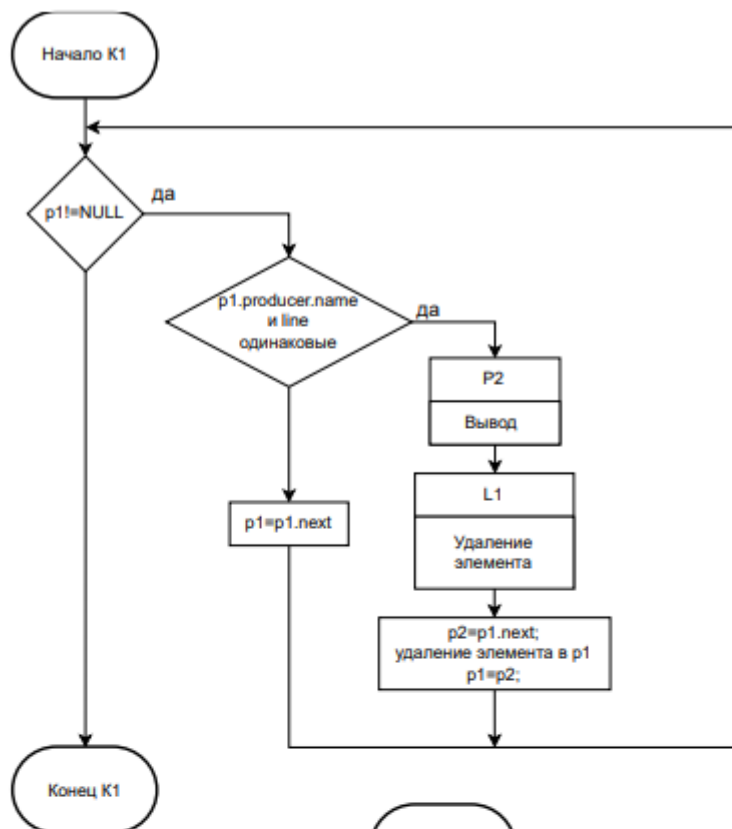 Начало К1
p1!=NULL
да
p1.producer.name
и line
одинаковые
да
P2
Вывод
L1
Удаление
элемента
p1=p1.next
p2=p1.next;
удаление элемента в p1
p1=p2;
Конец К1